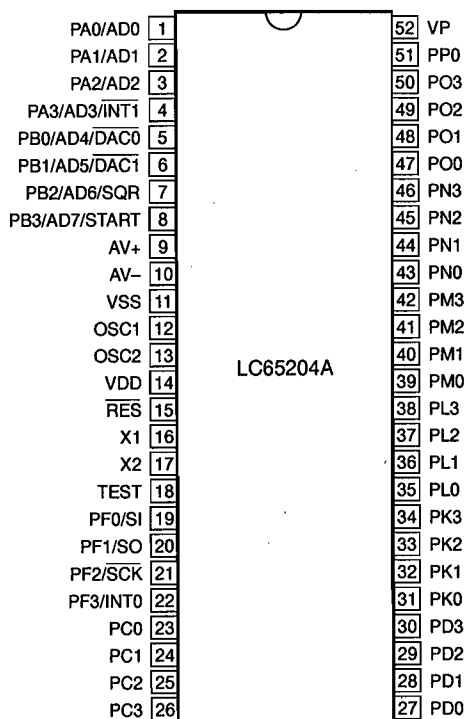 PA0/AD0 1 52 VP
PA1/AD1 2 51 PP0
PA2/AD2 3 50 PO3
PA3/AD3/INT1 4 49 PO2
PB0/AD4/DAC0 5 48 PO1
PB1/AD5/DAC1 6 47 PO0
PB2/AD6/SQR 7 46 PN3
PB3/AD7/START 8 45 PN2
AV+ 9 44 PN1
AV– 10 43 PN0
VSS 11 42 PM3
OSC1 12 41 PM2
OSC2 13 40 PM1
LC65204A
VDD 14 39 PM0
RES 15 38 PL3
X1 16 37 PL2
X2 17 36 PL1
TEST 18 35 PL0
PF0/SI 19 34 PK3
PF1/SO 20 33 PK2
PF2/SCK 21 32 PK1
PF3/INT0 22 31 PK0
PC0 23 30 PD3
PC1 24 29 PD2
PC2 25 28 PD1
PC3 26 27 PD0